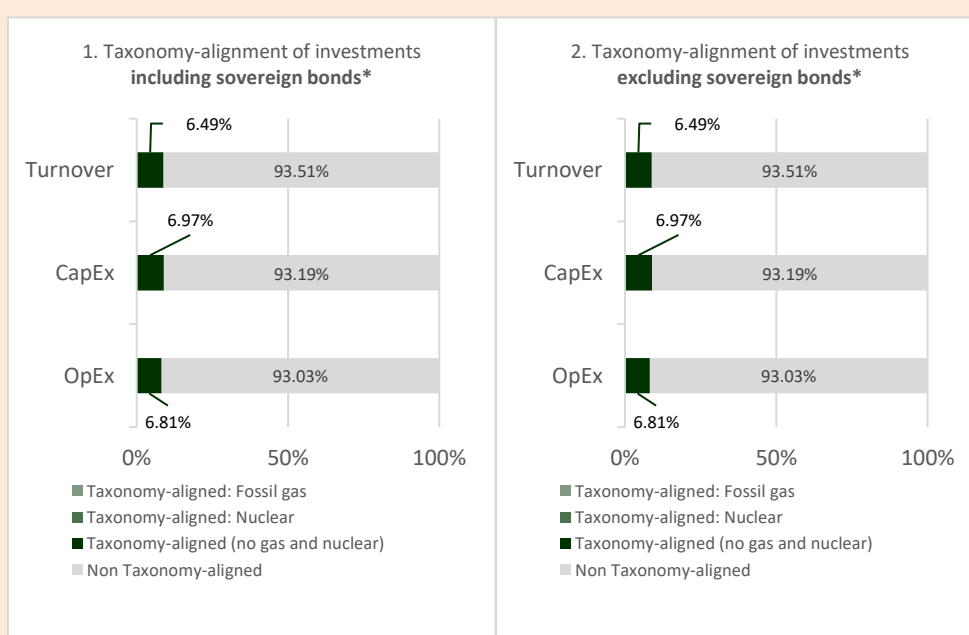 1. Taxonomy-alignment of investments
including sovereign bonds*
6.49%
Turnover
93.51%
6.97%
CapEx
93.19%
OpEx
93.03%
6.81%
0%
50%
100%
Taxonomy-aligned: Fossil gas
Taxonomy-aligned: Nuclear
Taxonomy-aligned (no gas and nuclear)
Non Taxonomy-aligned
2. Taxonomy-alignment of investments
excluding sovereign bonds*
6.49%
Turnover
93.51%
6.97%
CapEx
93.19%
OpEx
93.03%
6.81%
0%
50%
100%
Taxonomy-aligned: Fossil gas
Taxonomy-aligned: Nuclear
Taxonomy-aligned (no gas and nuclear)
Non Taxonomy-aligned